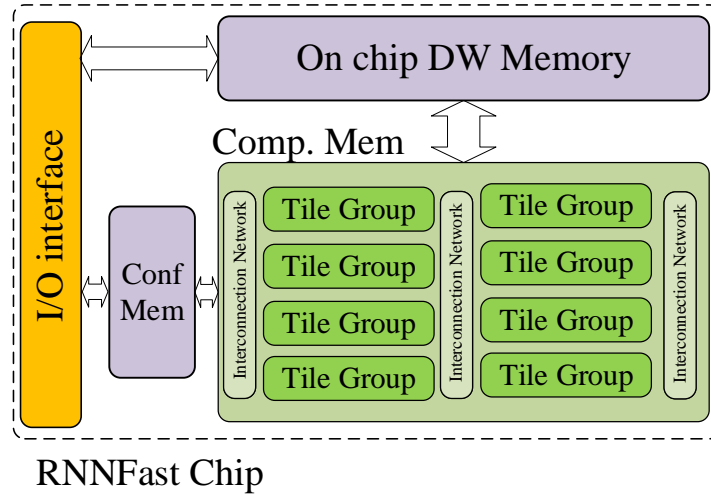 On chip DW Memory
Comp. Mem
I/O interface
Conf
Mem
Interconnection Network
Tile Group
Tile Group
Tile Group
Tile Group
Interconnection Network
Tile Group
Tile Group
Tile Group
Tile Group
Interconnection Network
RNNFast Chip